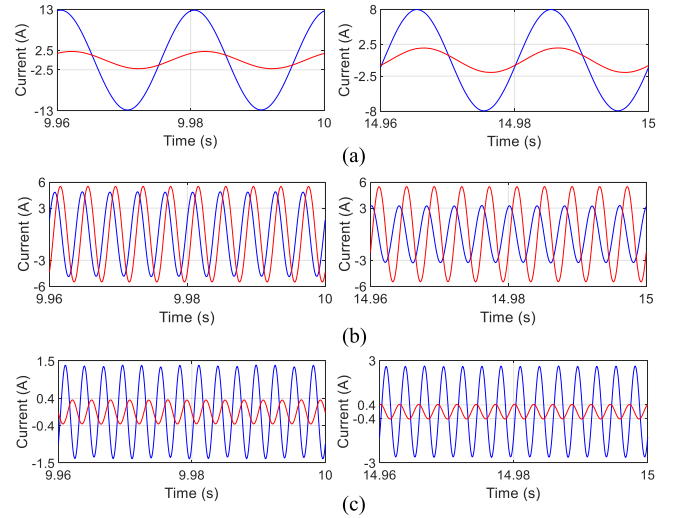 Current (A)
13
2.5
-2.5
-13
9.96
9.98
10
Time (s)
Current (A)
8
2.5
-2.5
-8
14.96
14.98
15
Time (s)
(a)
Current (A)
6
3
-3
-6
9.96
9.98
10
Time (s)
Current (A)
6
3
-3
-6
14.96
14.98
15
Time (s)
(b)
Current (A)
1.5
0.4
-0.4
-1.5
9.96
9.98
10
Time (s)
Current (A)
3
0.4
-0.4
-3
14.96
14.98
15
Time (s)
(c)